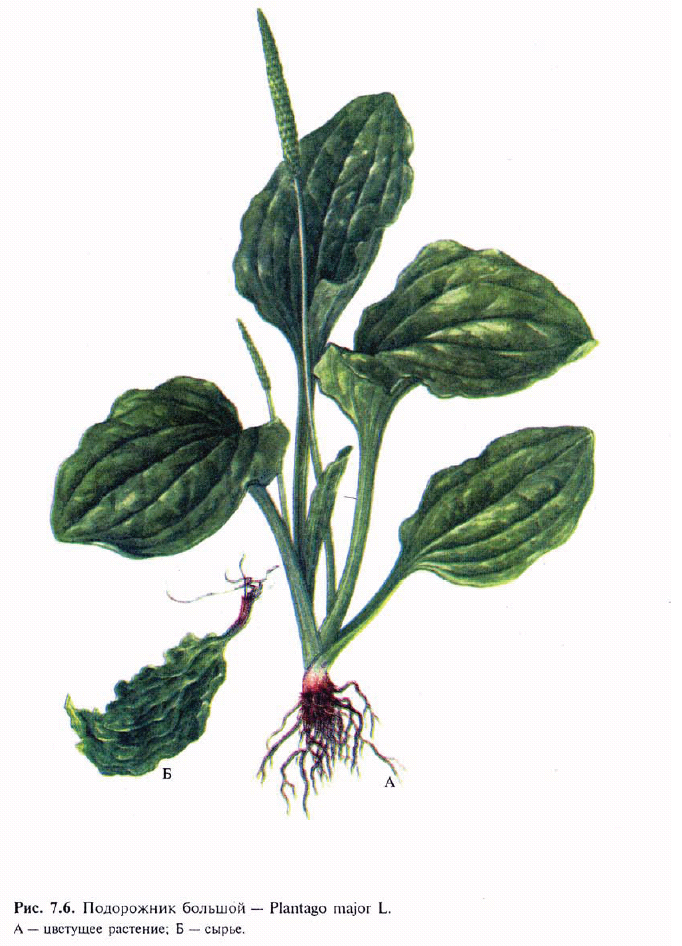 Б
А
Рис. 7.6. Подорожник большой — Plantago major L.
А — цветущее растение; Б — сырье.